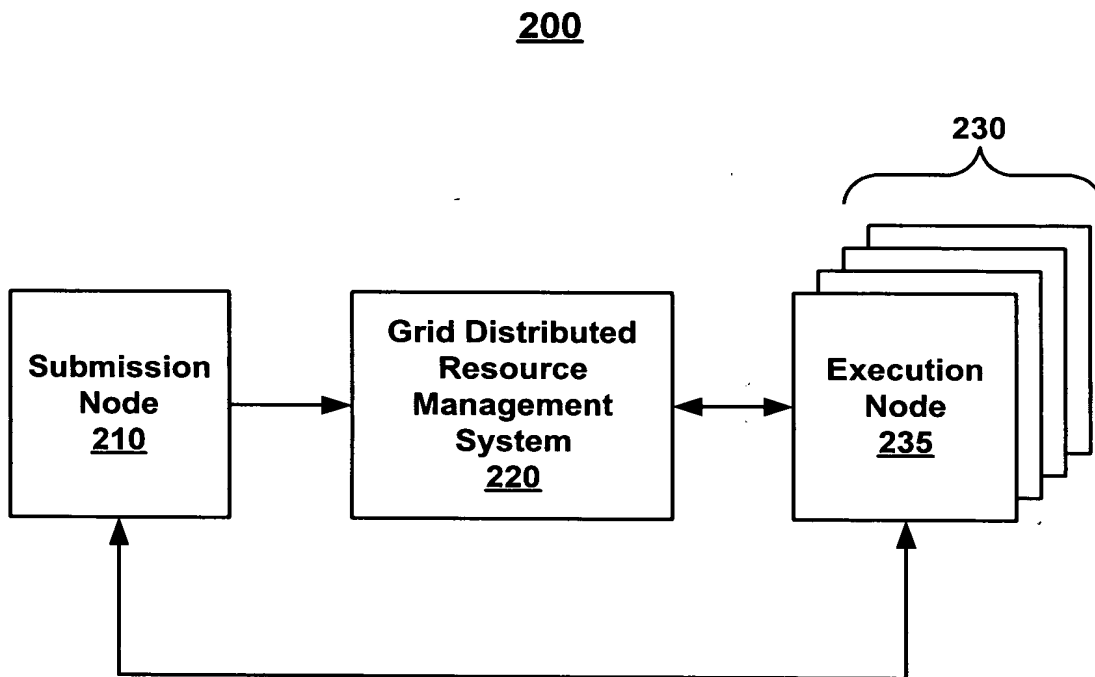 200
230
Submission
Node
210
Grid Distributed
Resource
Management
System
220
Execution
Node
235